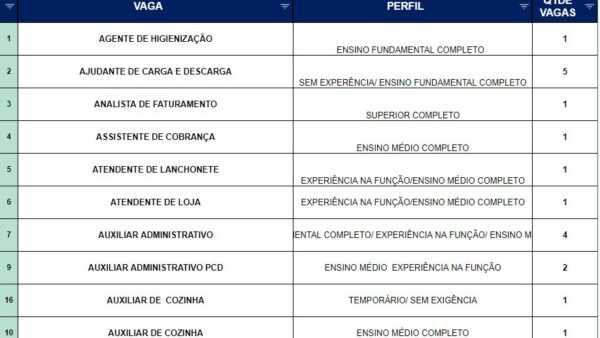 VAGA PERFIL QTDE VAGAS
1 AGENTE DE HIGIENIZAÇÃO ENSINO FUNDAMENTAL COMPLETO 1
2 AJUDANTE DE CARGA E DESCARGA SEM EXPERÊNCIA/ ENSINO FUNDAMENTAL COMPLETO 5
3 ANALISTA DE FATURAMENTO SUPERIOR COMPLETO 1
4 ASSISTENTE DE COBRANÇA ENSINO MÉDIO COMPLETO 1
5 ATENDENTE DE LANCHONETE EXPERIÊNCIA NA FUNÇÃO/ENSINO MÉDIO COMPLETO 1
6 ATENDENTE DE LOJA EXPERIÊNCIA NA FUNÇÃO/ENSINO MÉDIO COMPLETO 1
7 AUXILIAR ADMINISTRATIVO IENTAL COMPLETO/ EXPERIÊNCIA NA FUNÇÃO/ ENSINO M 4
9 AUXILIAR ADMINISTRATIVO PCD ENSINO MÉDIO EXPERIÊNCIA NA FUNÇÃO 2
16 AUXILIAR DE COZINHA TEMPORÁRIO/ SEM EXIGÊNCIA 1
10 AUXILIAR DE COZINHA ENSINO MÉDIO COMPLETO 1